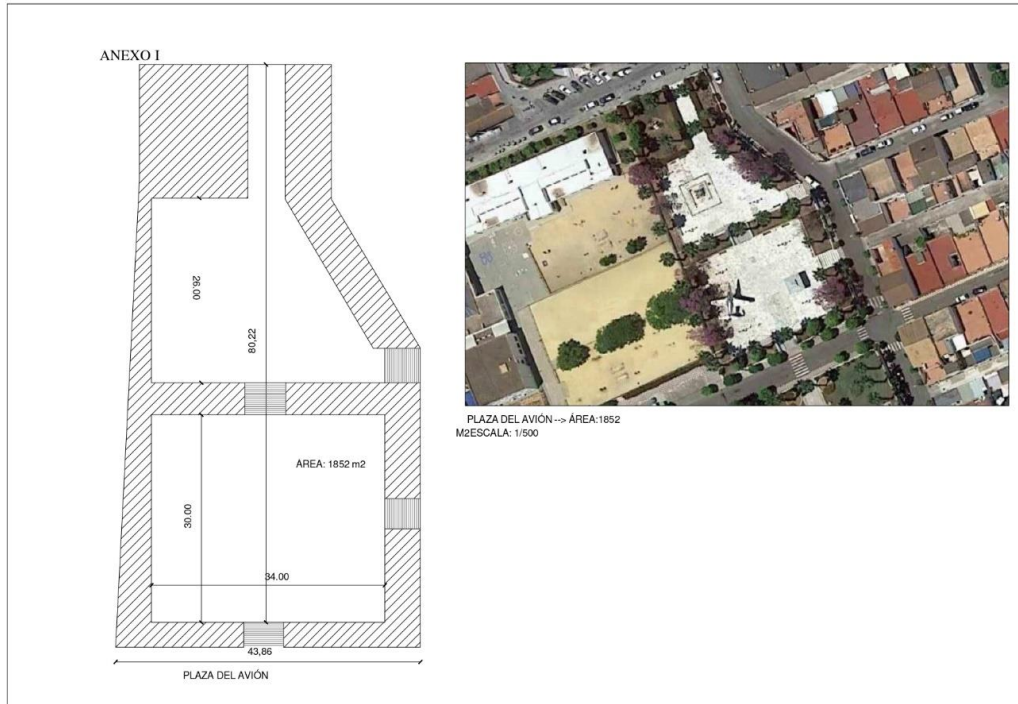 ANEXO I
26.00
80,22
ÁREA: 1852 m2
30.00
34.00
43,86
PLAZA DEL AVIÓN
PLAZA DEL AVIÓN --> ÁREA:1852
M2ESCALA: 1/500